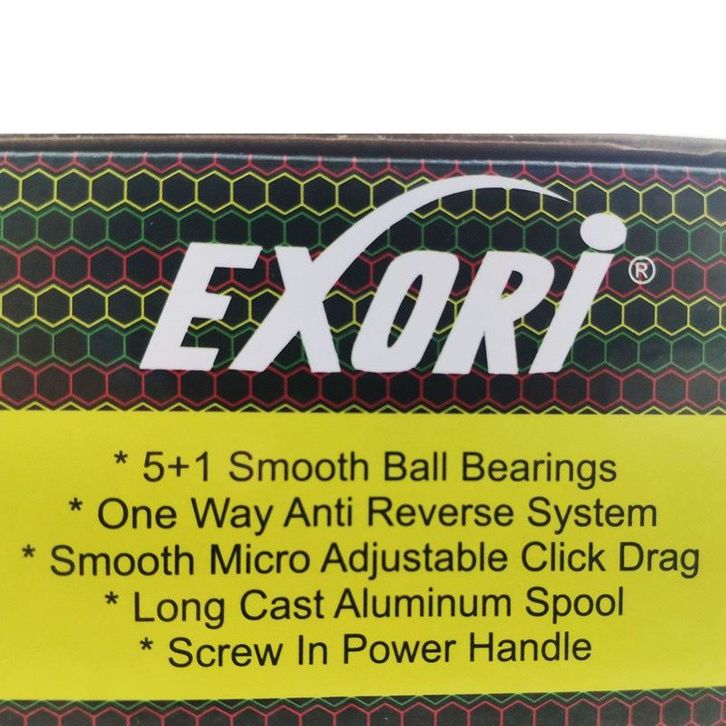 EXORi®
* 5+1 Smooth Ball Bearings
* One Way Anti Reverse System
* Smooth Micro Adjustable Click Drag
* Long Cast Aluminum Spool
* Screw In Power Handle